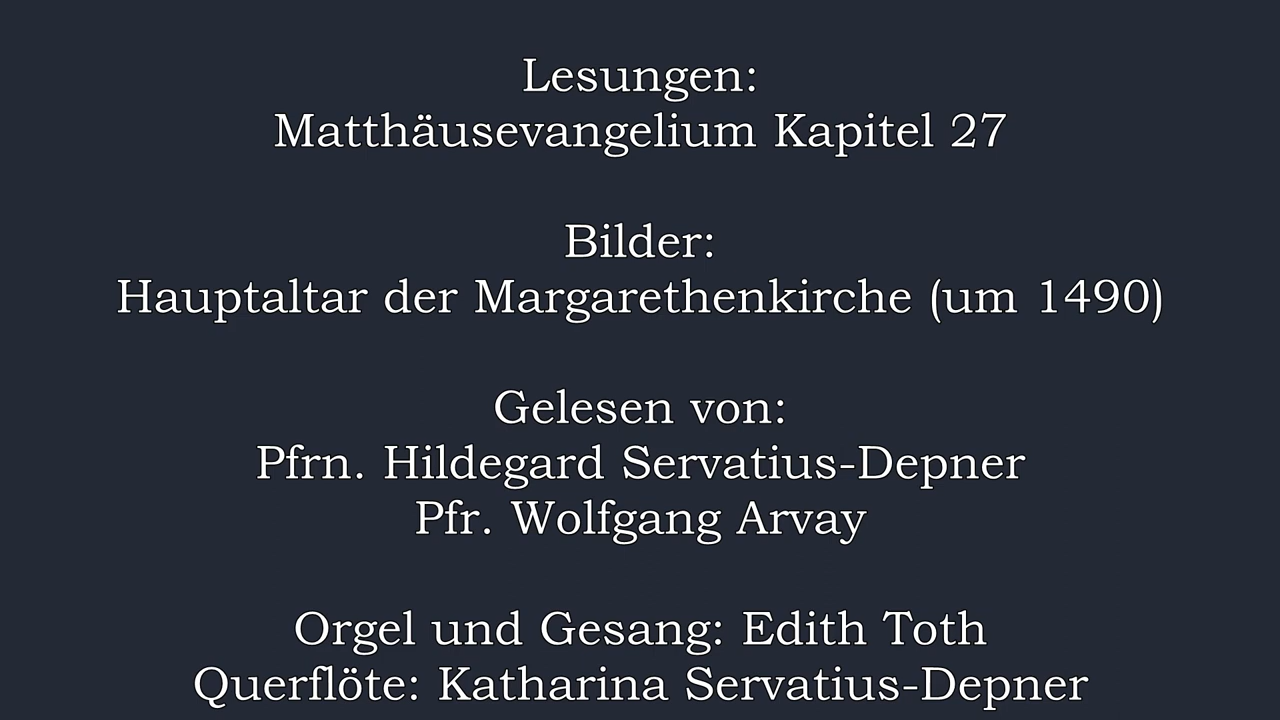 Lesungen:
Matthäusevangelium Kapitel 27
Bilder:
Hauptaltar der Margarethenkirche (um 1490)
Gelesen von:
Pfrn. Hildegard Servatius-Depner
Pfr. Wolfgang Arvay
Orgel und Gesang: Edith Toth
Querflöte: Katharina Servatius-Depner